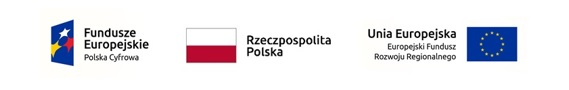 Fundusze
Europejskie
Polska Cyfrowa
Rzeczpospolita
Polska
Unia Europejska
Europejski Fundusz
Rozwoju Regionalnego